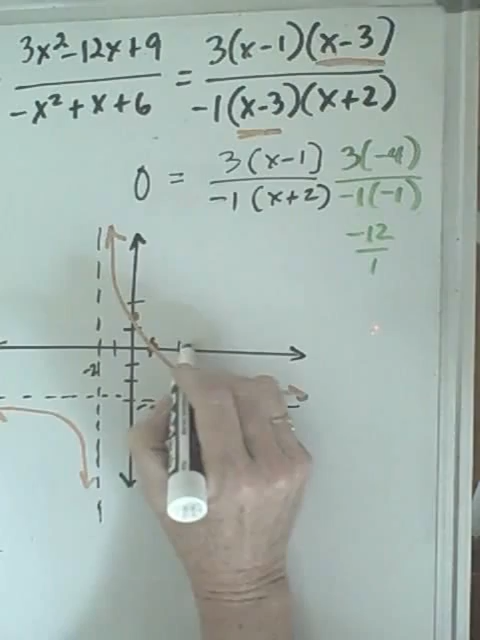 3x²-12x+9 / -x²+x+6 = 3(x-1)(x-3) / -1(x-3)(x+2)
0 = 3(x-1) / -1(x+2) 3(-4) / -1(-1)
-12 / 1
-2